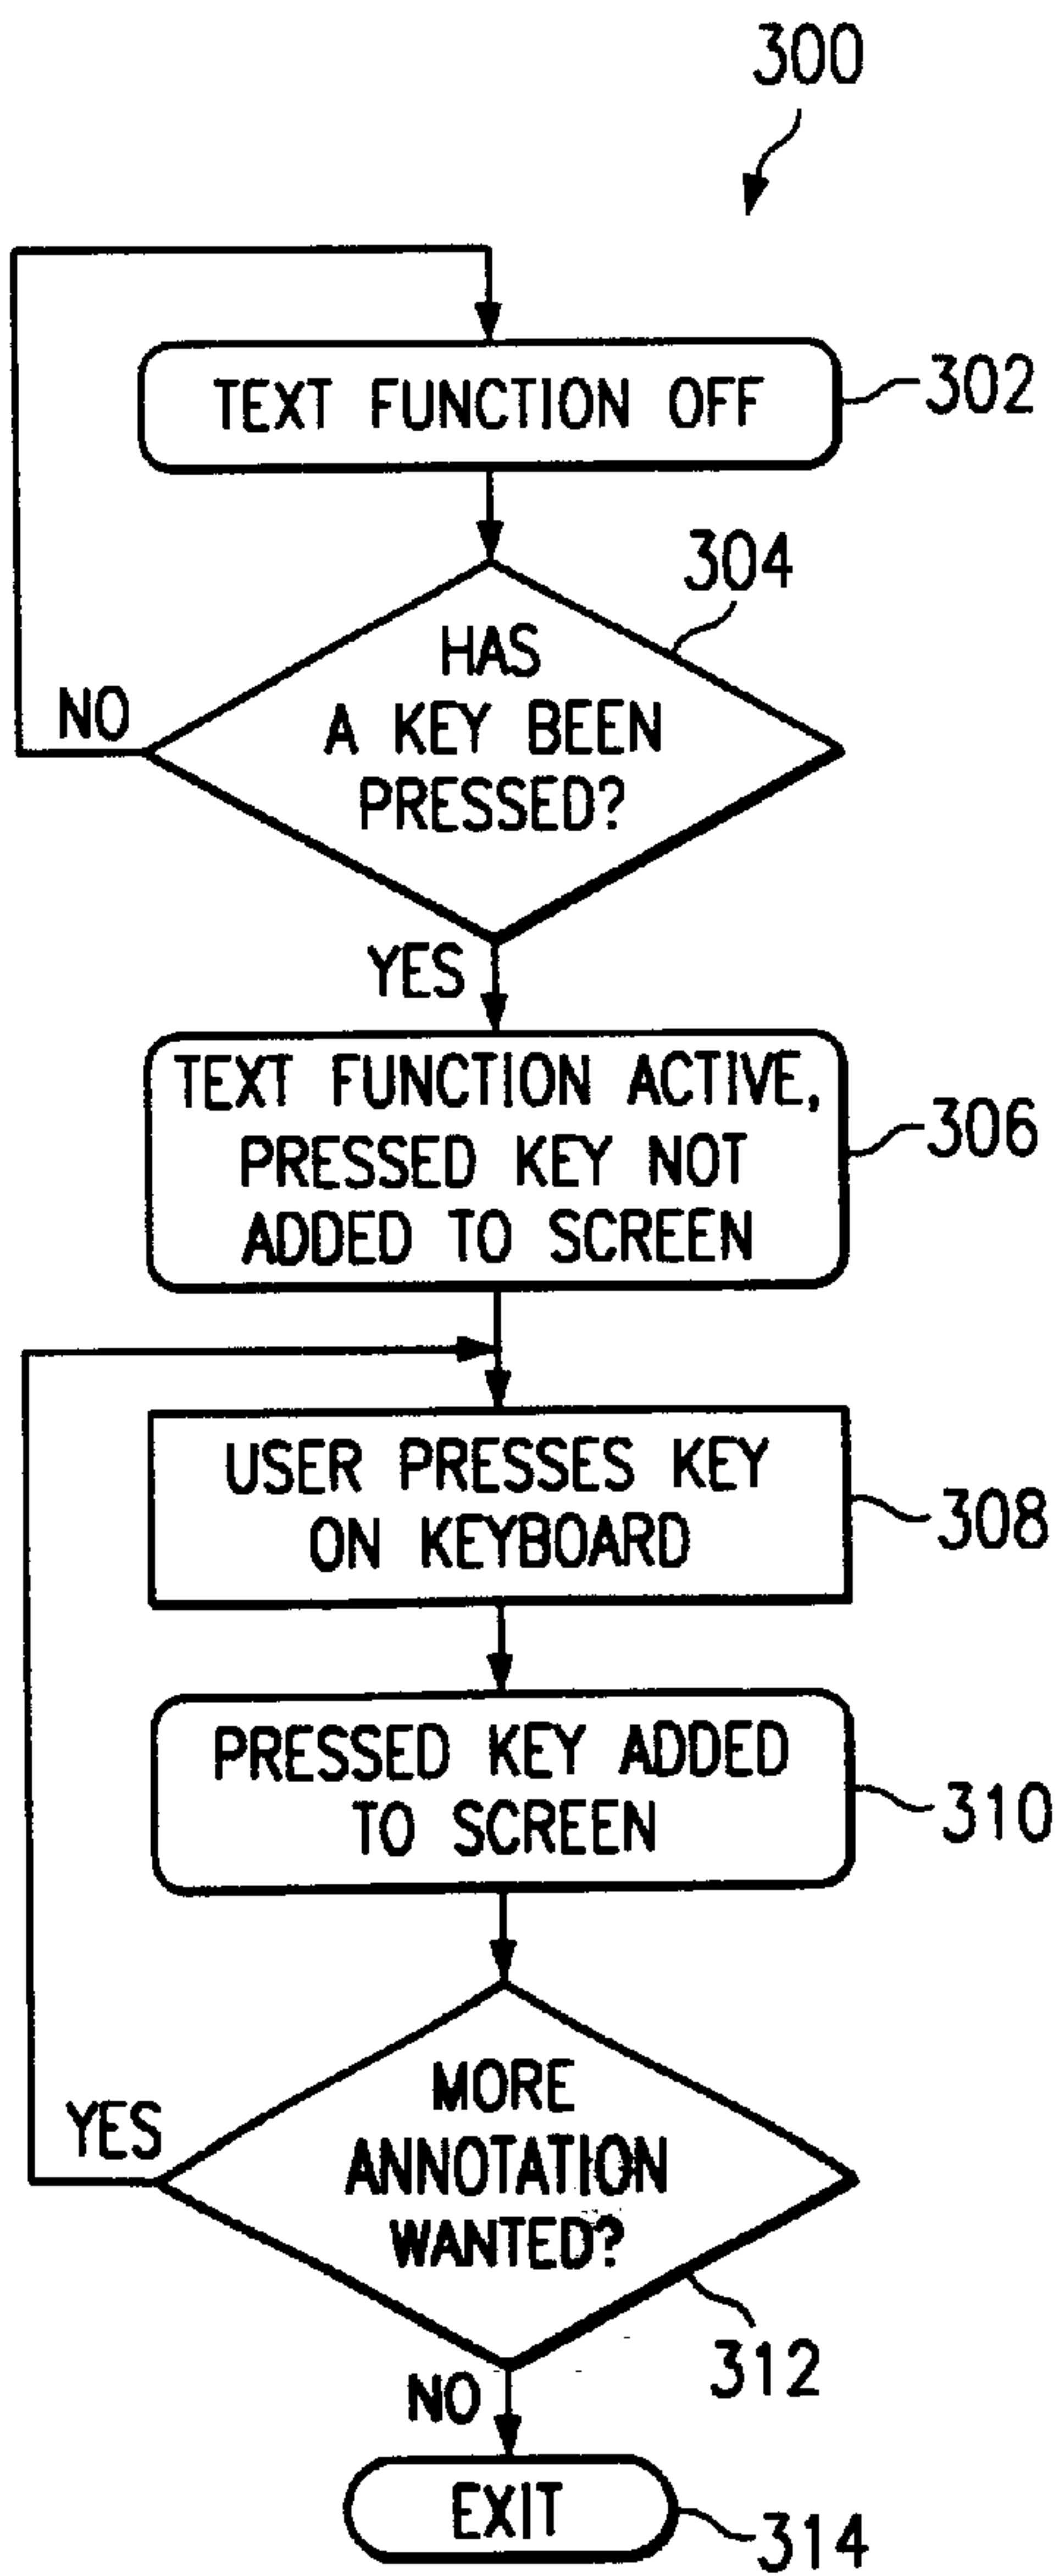 300
TEXT FUNCTION OFF
302
304
HAS
A KEY BEEN
PRESSED?
NO
YES
TEXT FUNCTION ACTIVE,
PRESSED KEY NOT
ADDED TO SCREEN
306
USER PRESSES KEY
ON KEYBOARD
308
PRESSED KEY ADDED
TO SCREEN
310
MORE
ANNOTATION
WANTED?
YES
312
NO
EXIT
314